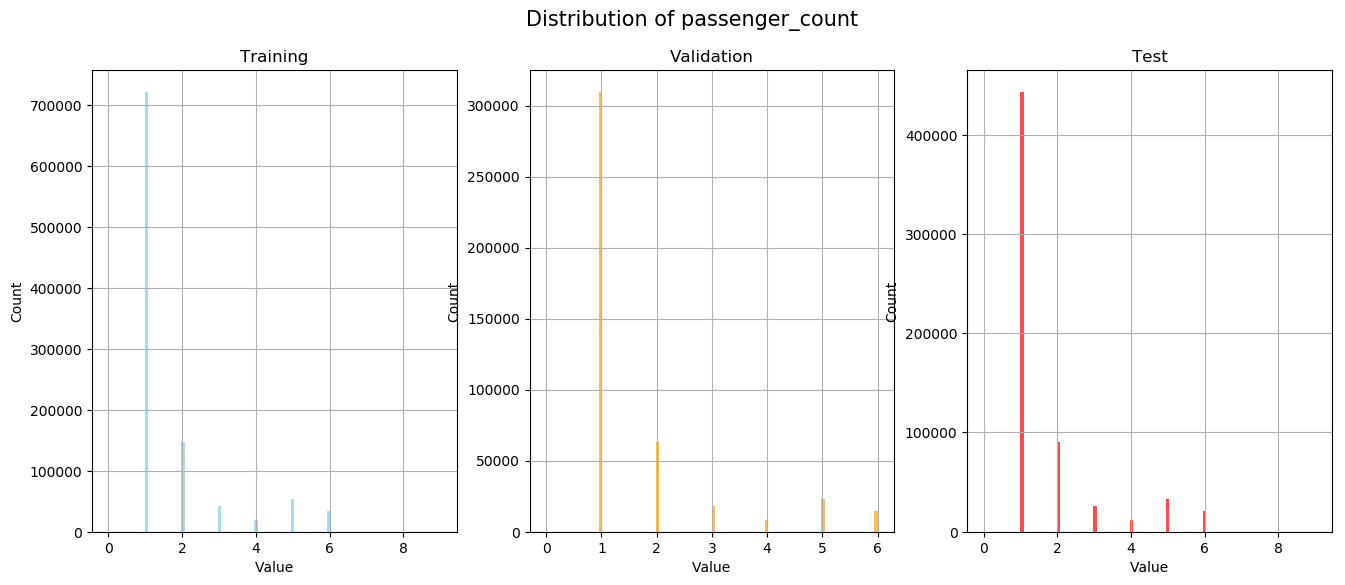 Distribution of passenger_count
Training
700000
600000
500000
400000
300000
200000
100000
0
Count
0 2 4 6 8
Value
Validation
300000
250000
200000
150000
100000
50000
0
Count
0 1 2 3 4 5 6
Value
Test
400000
300000
200000
100000
0
Count
0 2 4 6 8
Value